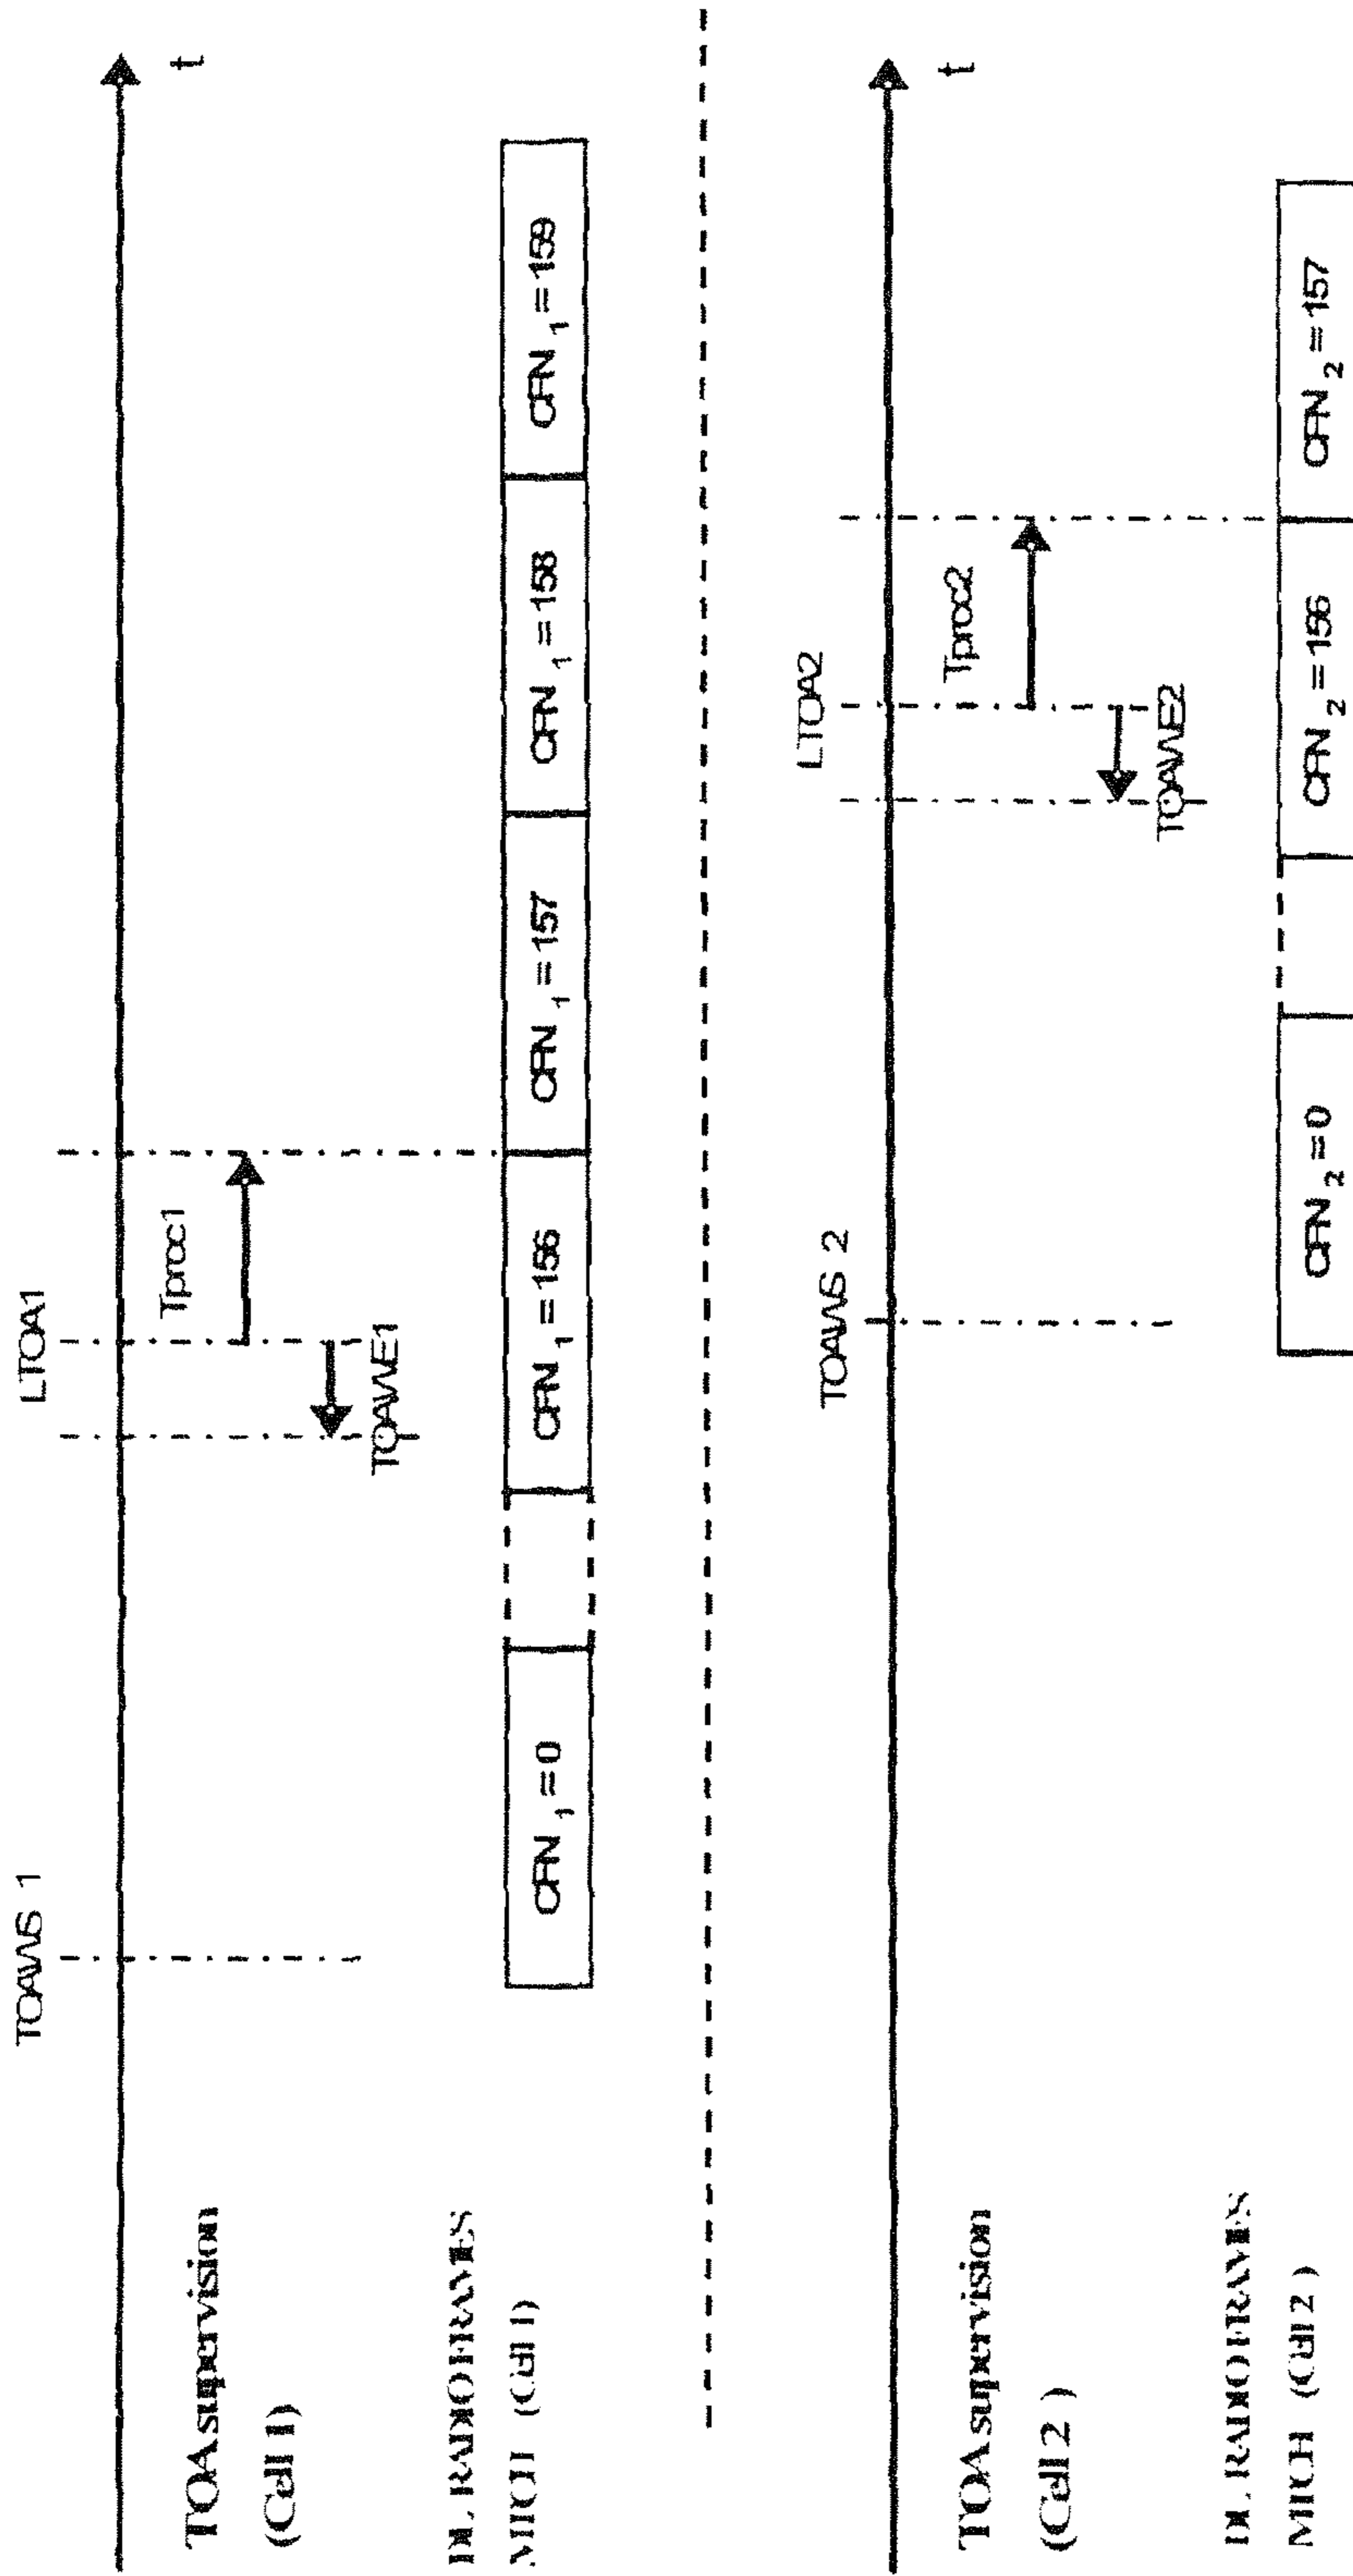 TOAWS 1
LTOA1
t
Tproc1
TOAWE1
TOA supervision
(Cell 1)
DL RADIO FRAMES
MICH (Cell 1)
CFN 1 = 0
CFN 1 = 156
CFN 1 = 157
CFN 1 = 158
CFN 1 = 159
TOAWS 2
LTOA2
t
Tproc2
TOAWE2
TOA supervision
(Cell 2 )
DL RADIO FRAMES
MICH (Cell 2 )
CFN 2 = 0
CFN 2 = 156
CFN 2 = 157